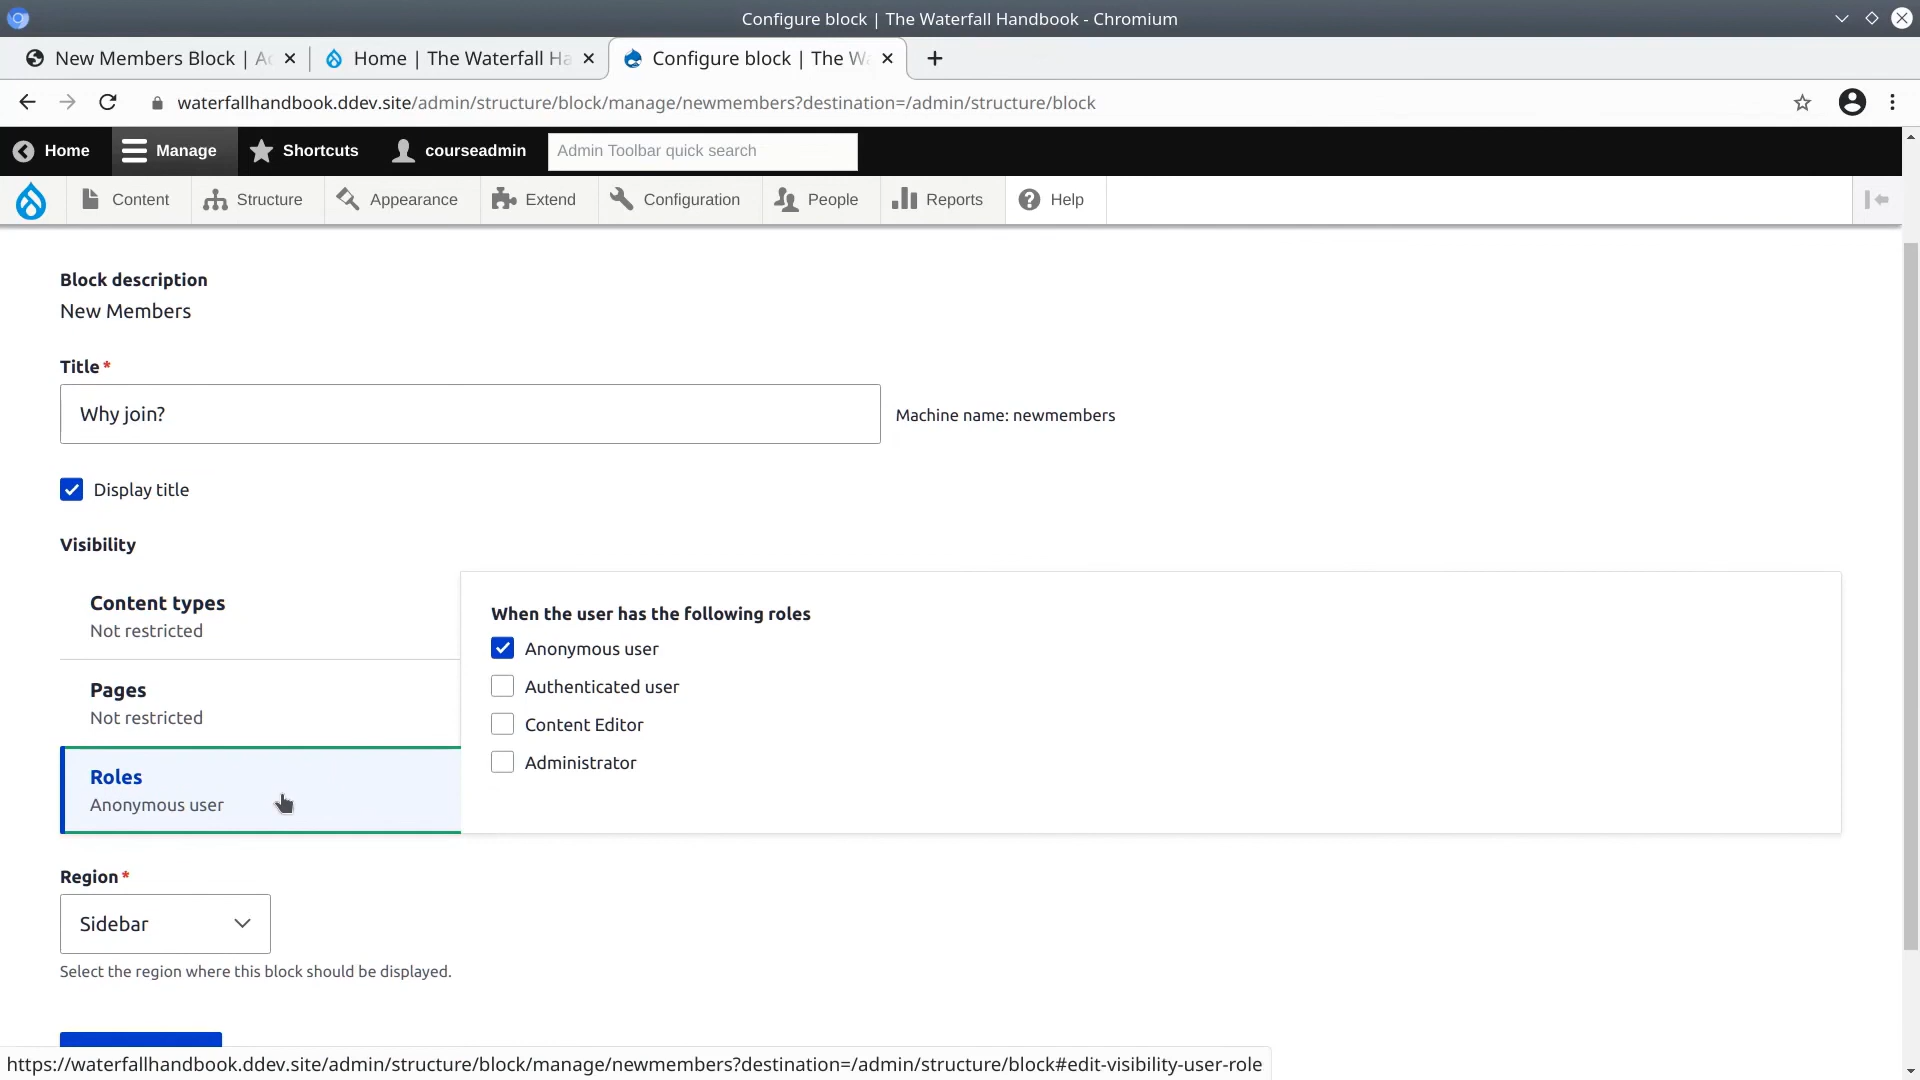 Configure block | The Waterfall Handbook - Chromium
New Members Block | Ac
Home | The Waterfall Ha
Configure block | The Wa
waterfallhandbook.ddev.site/admin/structure/block/manage/newmembers?destination=/admin/structure/block
Home
Manage
Shortcuts
courseadmin
Admin Toolbar quick search
Content
Structure
Appearance
Extend
Configuration
People
Reports
Help
Block description
New Members
Title*
Why join?
Machine name: newmembers
Display title
Visibility
Content types
Not restricted
Pages
Not restricted
Roles
Anonymous user
When the user has the following roles
Anonymous user
Authenticated user
Content Editor
Administrator
Region*
Sidebar
Select the region where this block should be displayed.
https://waterfallhandbook.ddev.site/admin/structure/block/manage/newmembers?destination=/admin/structure/block#edit-visibility-user-role